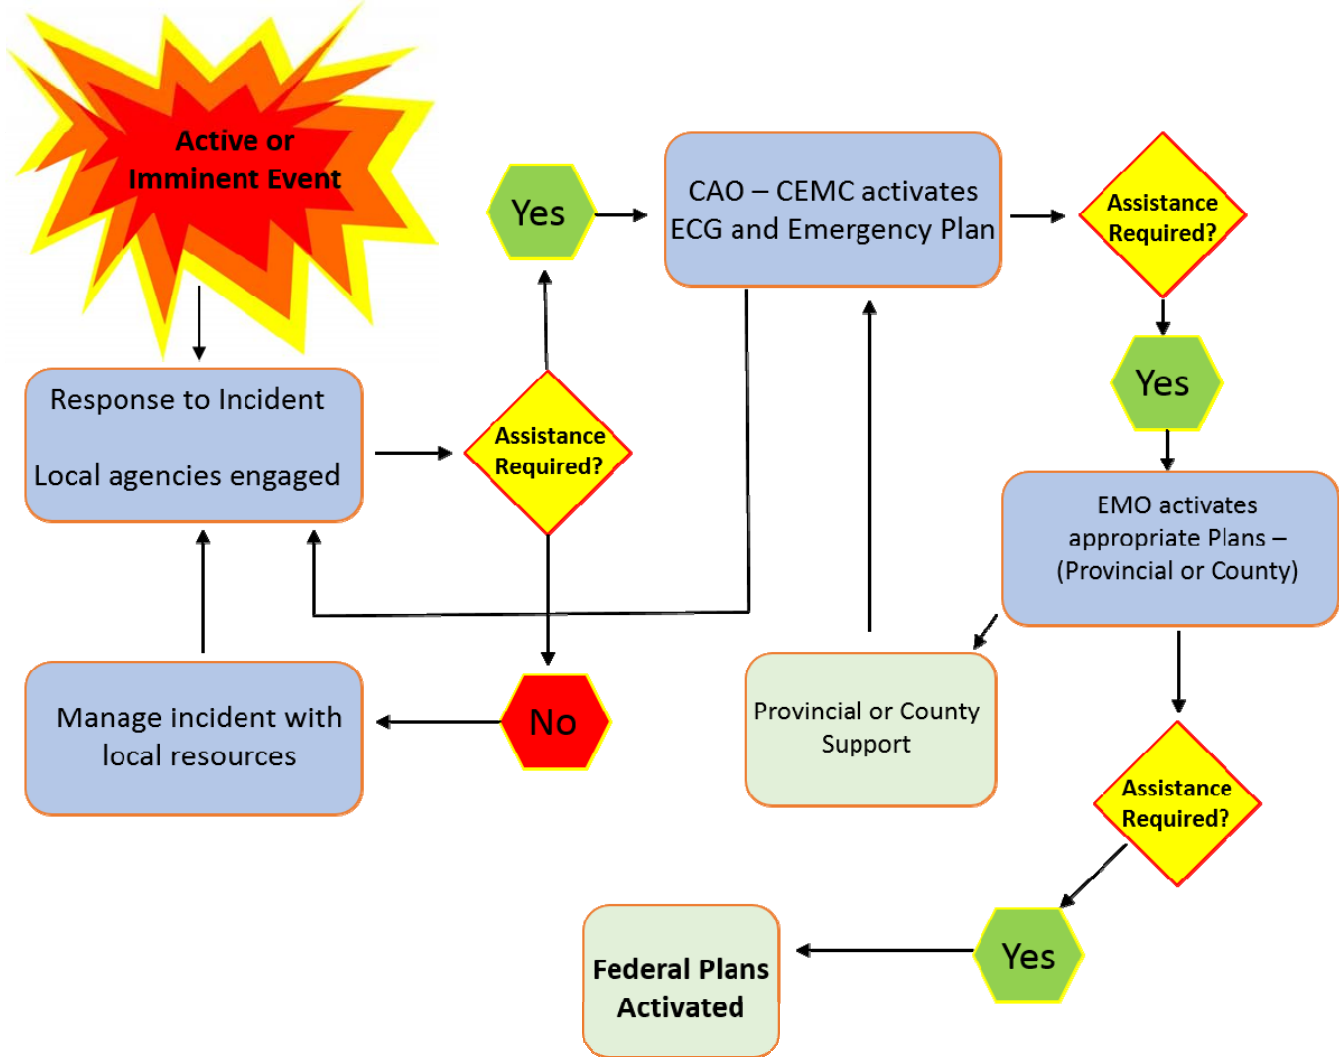 Active or
Imminent Event
Yes
CAO – CEMC activates
ECG and Emergency Plan
Assistance
Required?
Response to Incident
Local agencies engaged
Assistance
Required?
Yes
EMO activates
appropriate Plans –
(Provincial or County)
Manage incident with
local resources
No
Provincial or County
Support
Assistance
Required?
Yes
Federal Plans
Activated